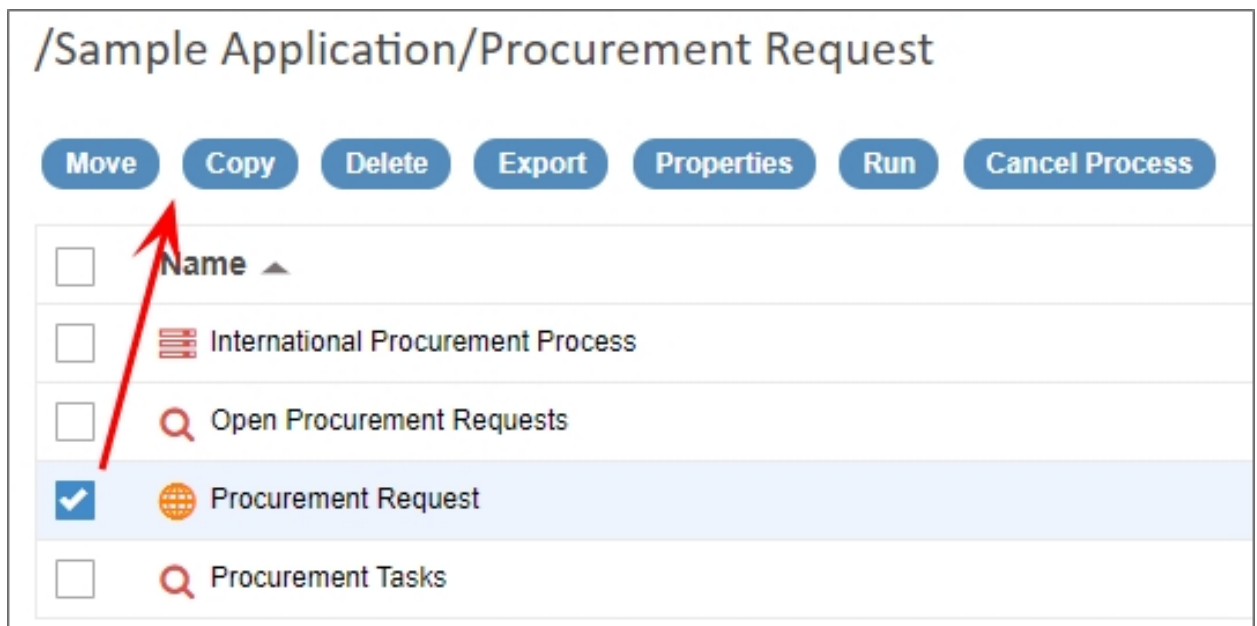 /Sample Application/Procurement Request
Move Copy Delete Export Properties Run Cancel Process
Name
International Procurement Process
Open Procurement Requests
Procurement Request
Procurement Tasks